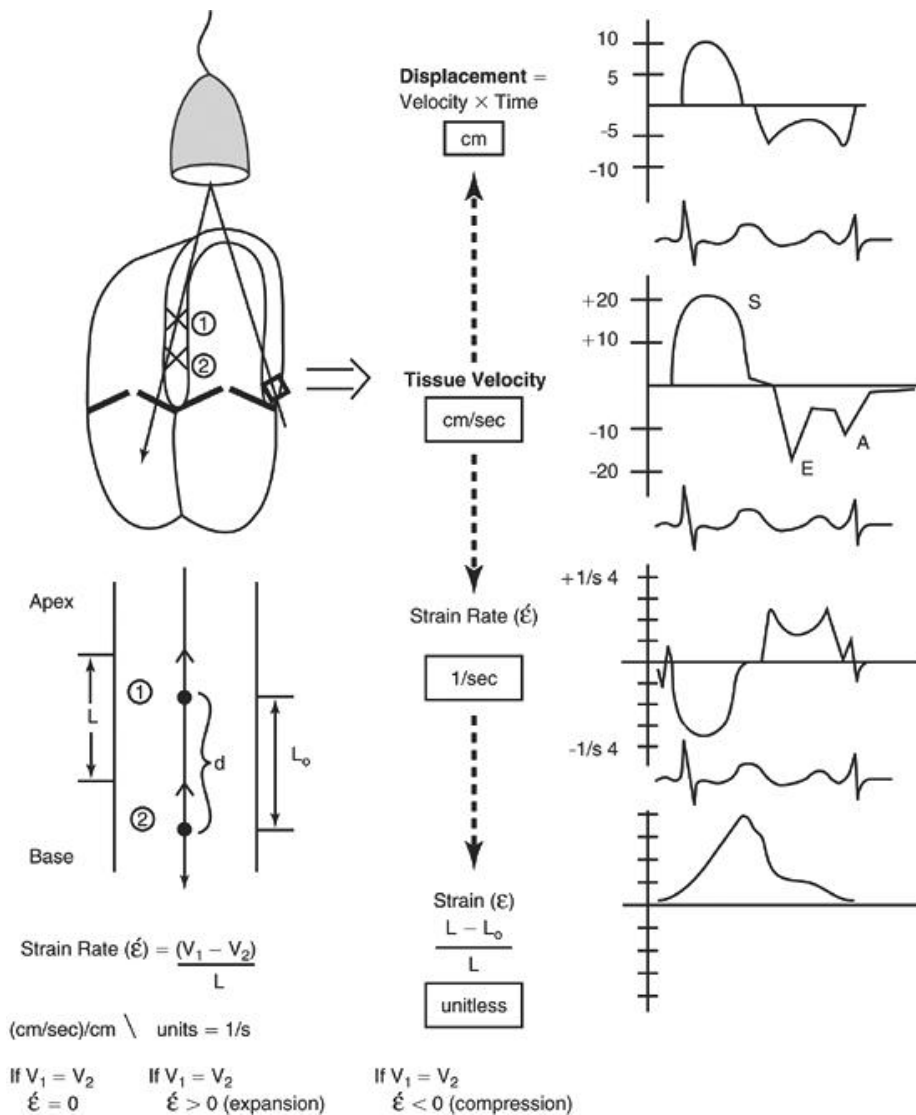 Displacement =
Velocity × Time
cm
10
5
-5
-10
①
②
Tissue Velocity
cm/sec
+20
+10
-10
-20
S
E
A
Apex
①
L
d
L₀
②
Base
Strain Rate (έ)
1/sec
+1/s 4
-1/s 4
Strain (ε)
L – L₀
L
unitless
Strain Rate (έ) = (V₁ – V₂)
L
(cm/sec)/cm \ units = 1/s
If V₁ = V₂ If V₁ = V₂ If V₁ = V₂
έ = 0 έ > 0 (expansion) έ < 0 (compression)